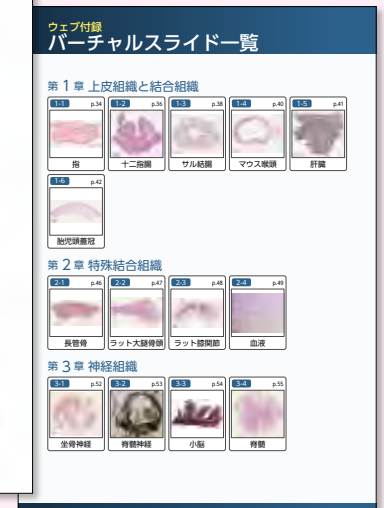 ウェブ付録
バーチャルスライド一覧
第1章 上皮組織と結合組織
1-1 p.34 1-2 p.36 1-3 p.38 1-4 p.40 1-5 p.41
指 十二指腸 サル結腸 マウス喉頭 肝臓
1-6 p.42
胎児頭蓋冠
第2章 特殊結合組織
2-1 p.46 2-2 p.47 2-3 p.48 2-4 p.49
長管骨 ラット大腿骨頭 ラット膝関節 血液
第3章 神経組織
3-1 p.52 3-2 p.53 3-3 p.54 3-4 p.55
坐骨神経 脊髄神経 小脳 脊髄